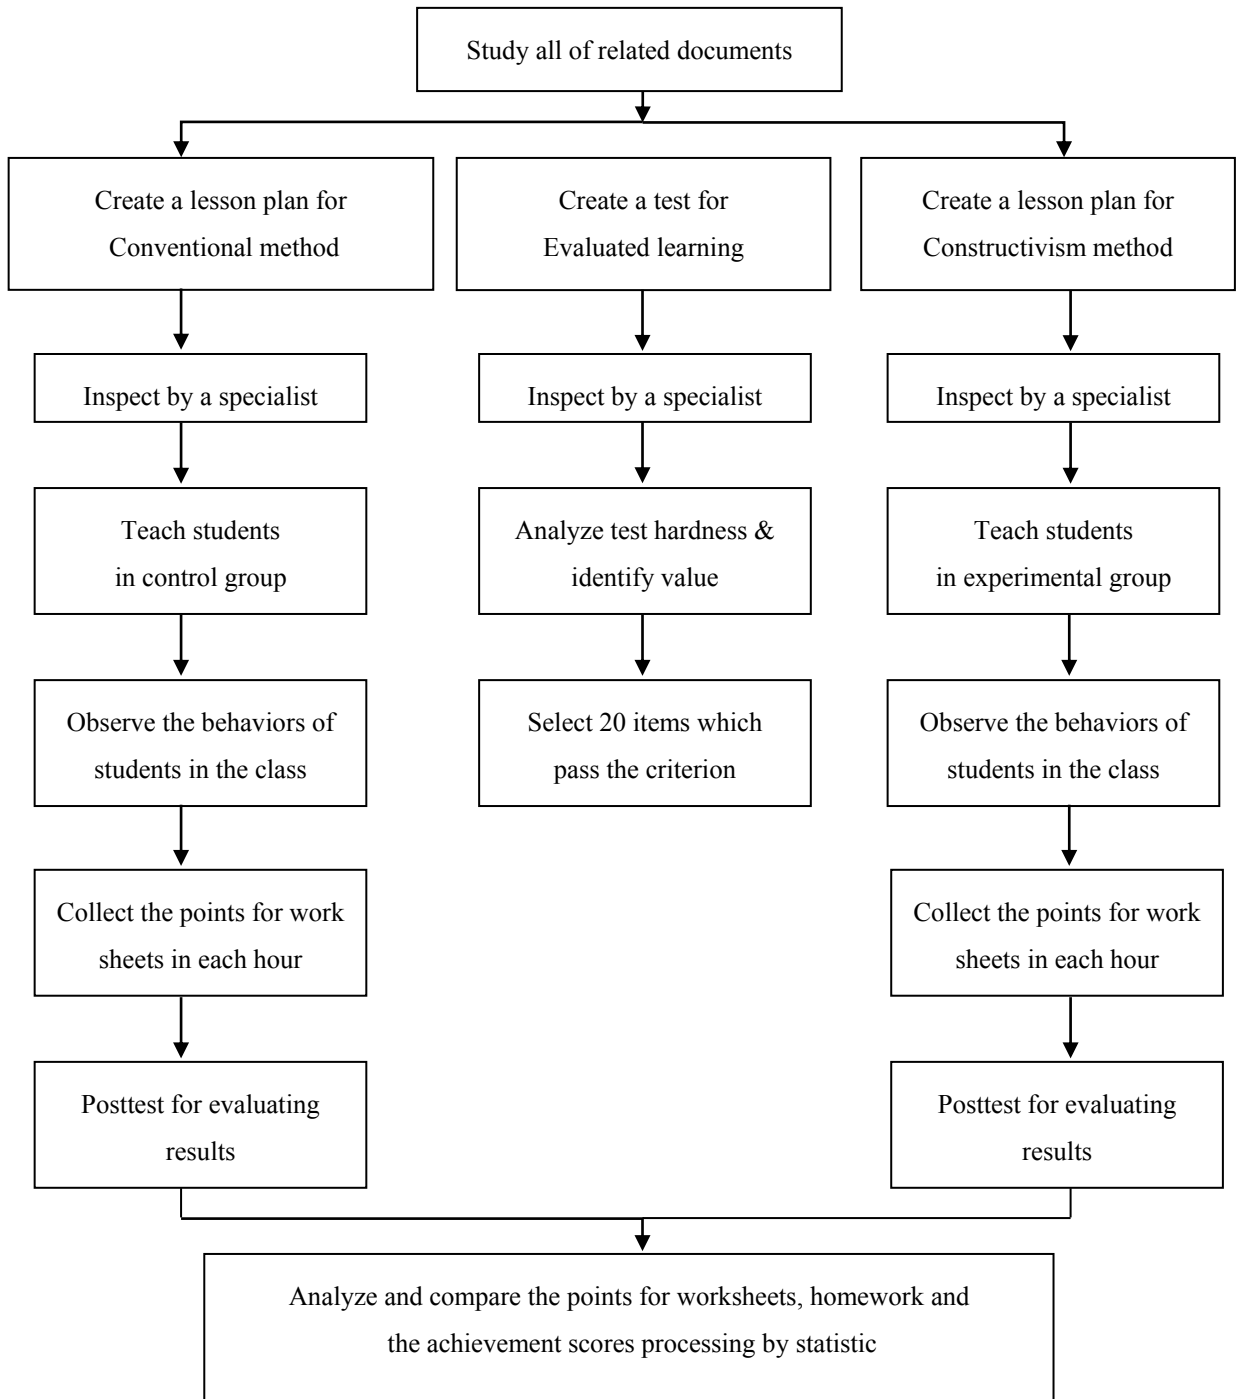 Study all of related documents
Create a lesson plan for
Conventional method
Create a test for
Evaluated learning
Create a lesson plan for
Constructivism method
Inspect by a specialist
Inspect by a specialist
Inspect by a specialist
Teach students
in control group
Analyze test hardness &
identify value
Teach students
in experimental group
Observe the behaviors of
students in the class
Select 20 items which
pass the criterion
Observe the behaviors of
students in the class
Collect the points for work
sheets in each hour
Collect the points for work
sheets in each hour
Posttest for evaluating
results
Posttest for evaluating
results
Analyze and compare the points for worksheets, homework and
the achievement scores processing by statistic